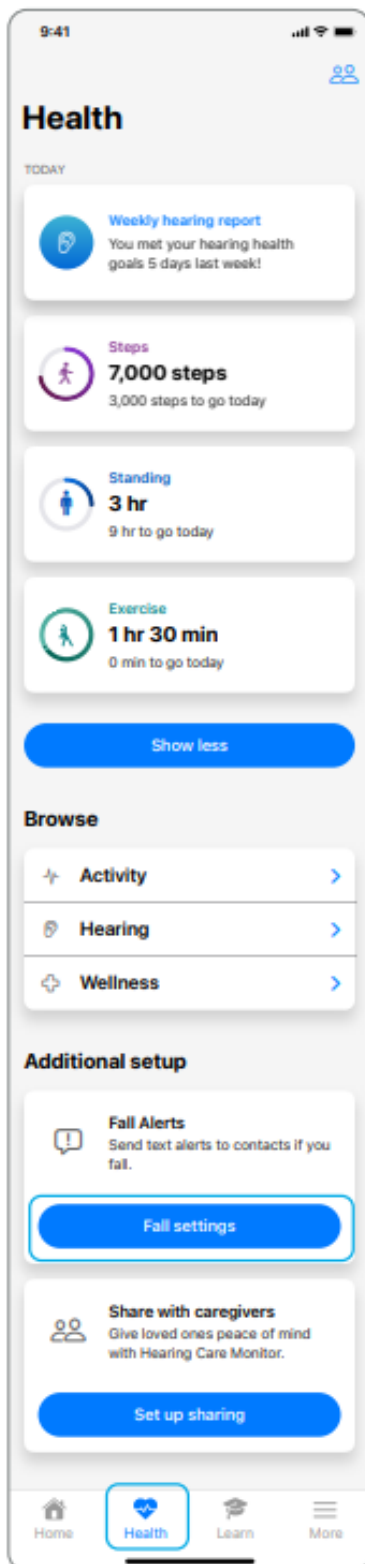 9:41
Health
TODAY
Weekly hearing report
You met your hearing health
goals 5 days last week!
Steps
7,000 steps
3,000 steps to go today
Standing
3 hr
9 hr to go today
Exercise
1 hr 30 min
0 min to go today
Show less
Browse
Activity
Hearing
Wellness
Additional setup
Fall Alerts
Send text alerts to contacts if you
fall.
Fall settings
Share with caregivers
Give loved ones peace of mind
with Hearing Care Monitor.
Set up sharing
Home Health Learn More